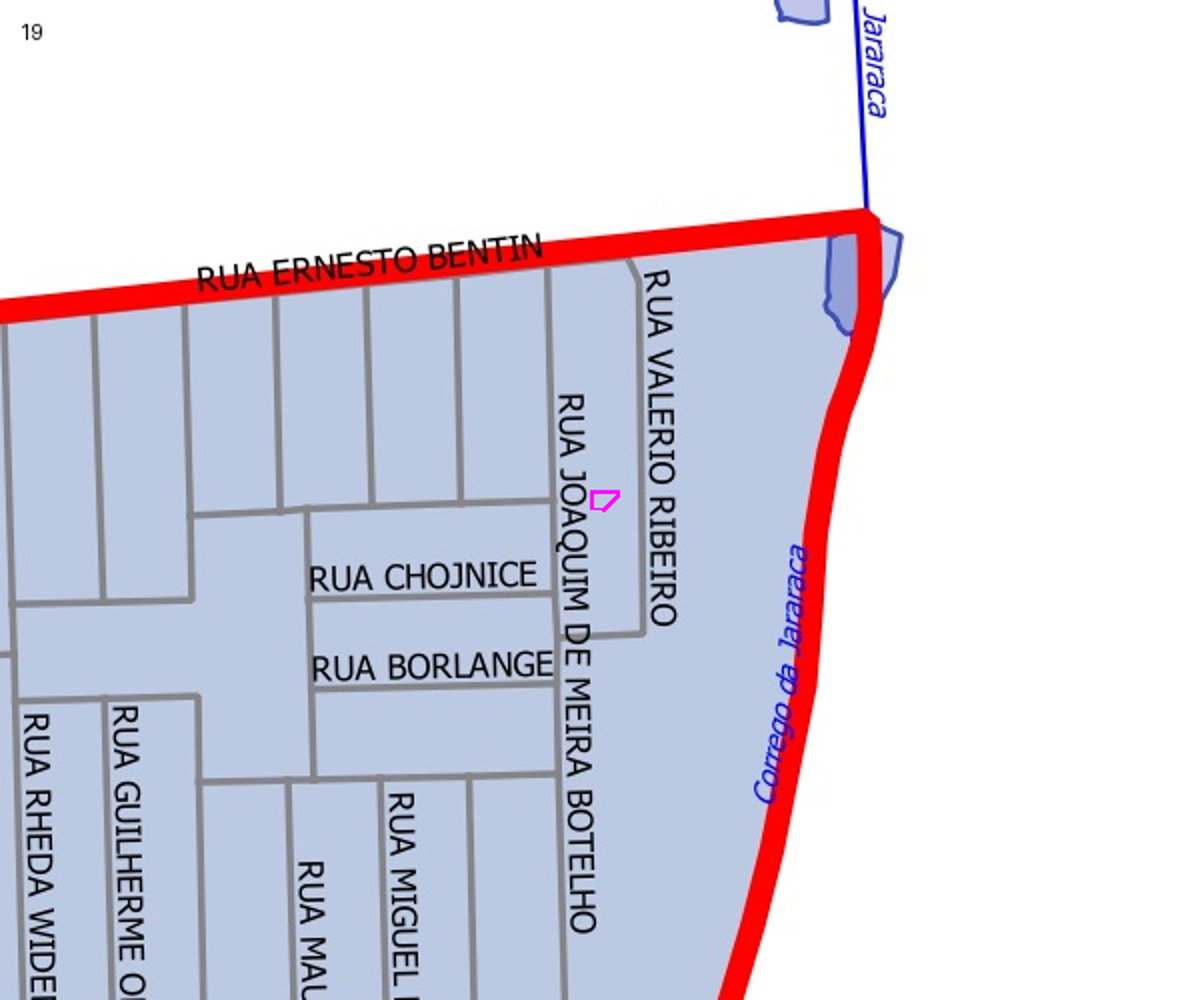 19
Jararaca
RUA ERNESTO BENTIN
RUA VALERIO RIBEIRO
RUA JOAQUIM DE MEIRA BOTELHO
RUA CHOJNICE
Corrego da Jararaca
RUA BORLANGE
RUA RHEDA WIDE
RUA GUILHERME O
RUA MAU
RUA MIGUEL